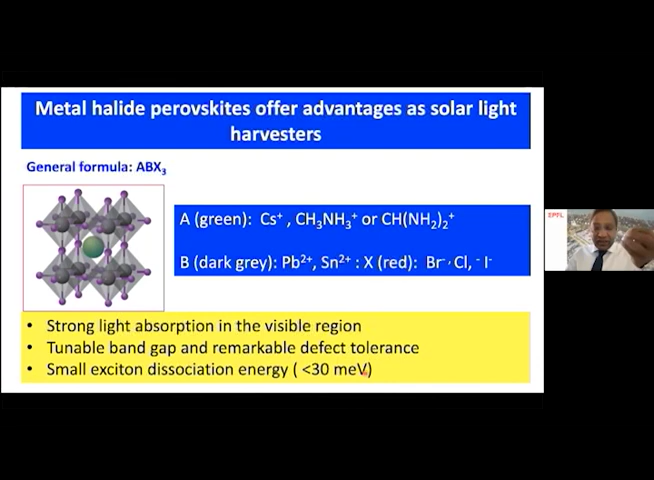 Metal halide perovskites offer advantages as solar light
harvesters
General formula: ABX₃
A (green): Cs⁺ , CH₃NH₃⁺ or CH(NH₂)₂⁺
B (dark grey): Pb²⁺, Sn²⁺ : X (red): Br⁻ ʼ Cl, ⁻ I⁻
• Strong light absorption in the visible region
• Tunable band gap and remarkable defect tolerance
• Small exciton dissociation energy ( <30 meV)
EPFL